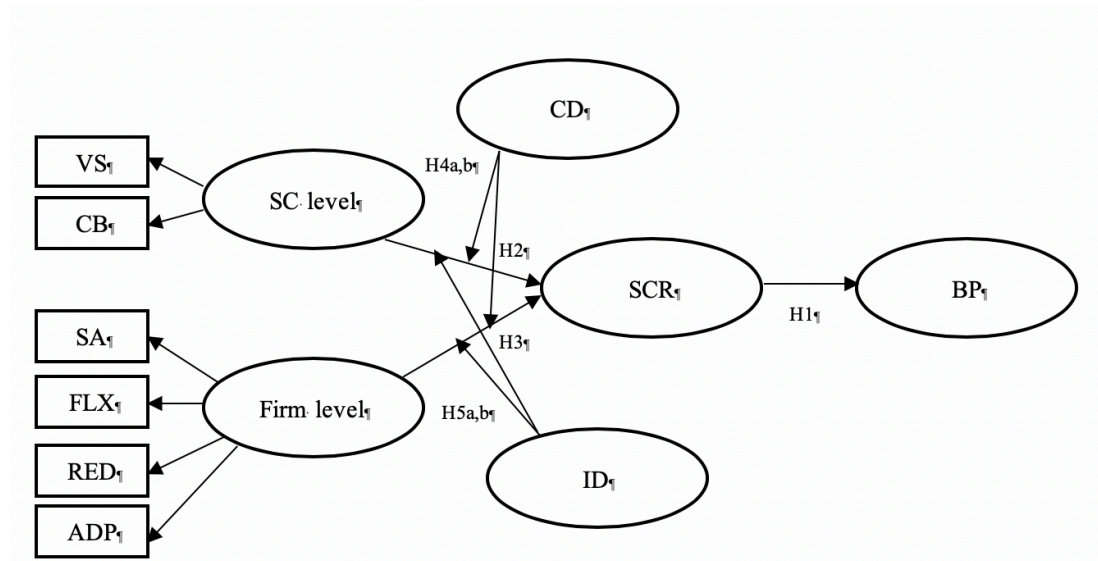 CD¶
VS¶
H4a,b¶
SC· level¶
CB¶
H2¶
SCR¶
BP¶
H1¶
SA¶
H3¶
FLX¶
Firm· level¶
H5a,b¶
RED¶
ID¶
ADP¶